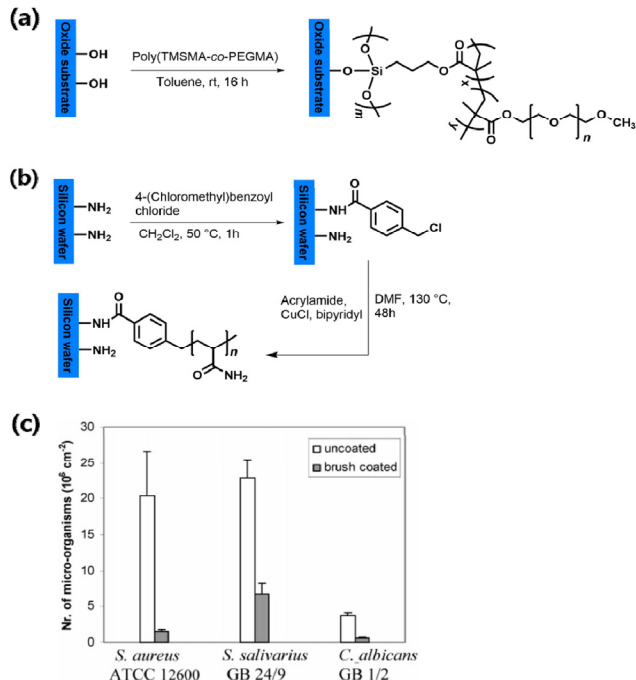 (a)
Oxide substrate
OH
OH
Poly(TMSMA-co-PEGMA)
Toluene, rt, 16 h
Oxide substrate
O
Si
O
O
m
O
O
x
y
O
O
O
n
O
CH3
(b)
Silicon wafer
NH2
NH2
4-(Chloromethyl)benzoyl
chloride
CH2Cl2, 50 °C, 1h
Silicon wafer
O
NH
NH2
Cl
Acrylamide,
CuCl, bipyridyl
DMF, 130 °C,
48h
Silicon wafer
O
NH
NH2
n
O
NH2
(c)
Nr. of micro-organisms (10⁶ cm⁻²)
30
25
20
15
10
5
0
uncoated
brush coated
S. aureus
ATCC 12600
S. salivarius
GB 24/9
C. albicans
GB 1/2